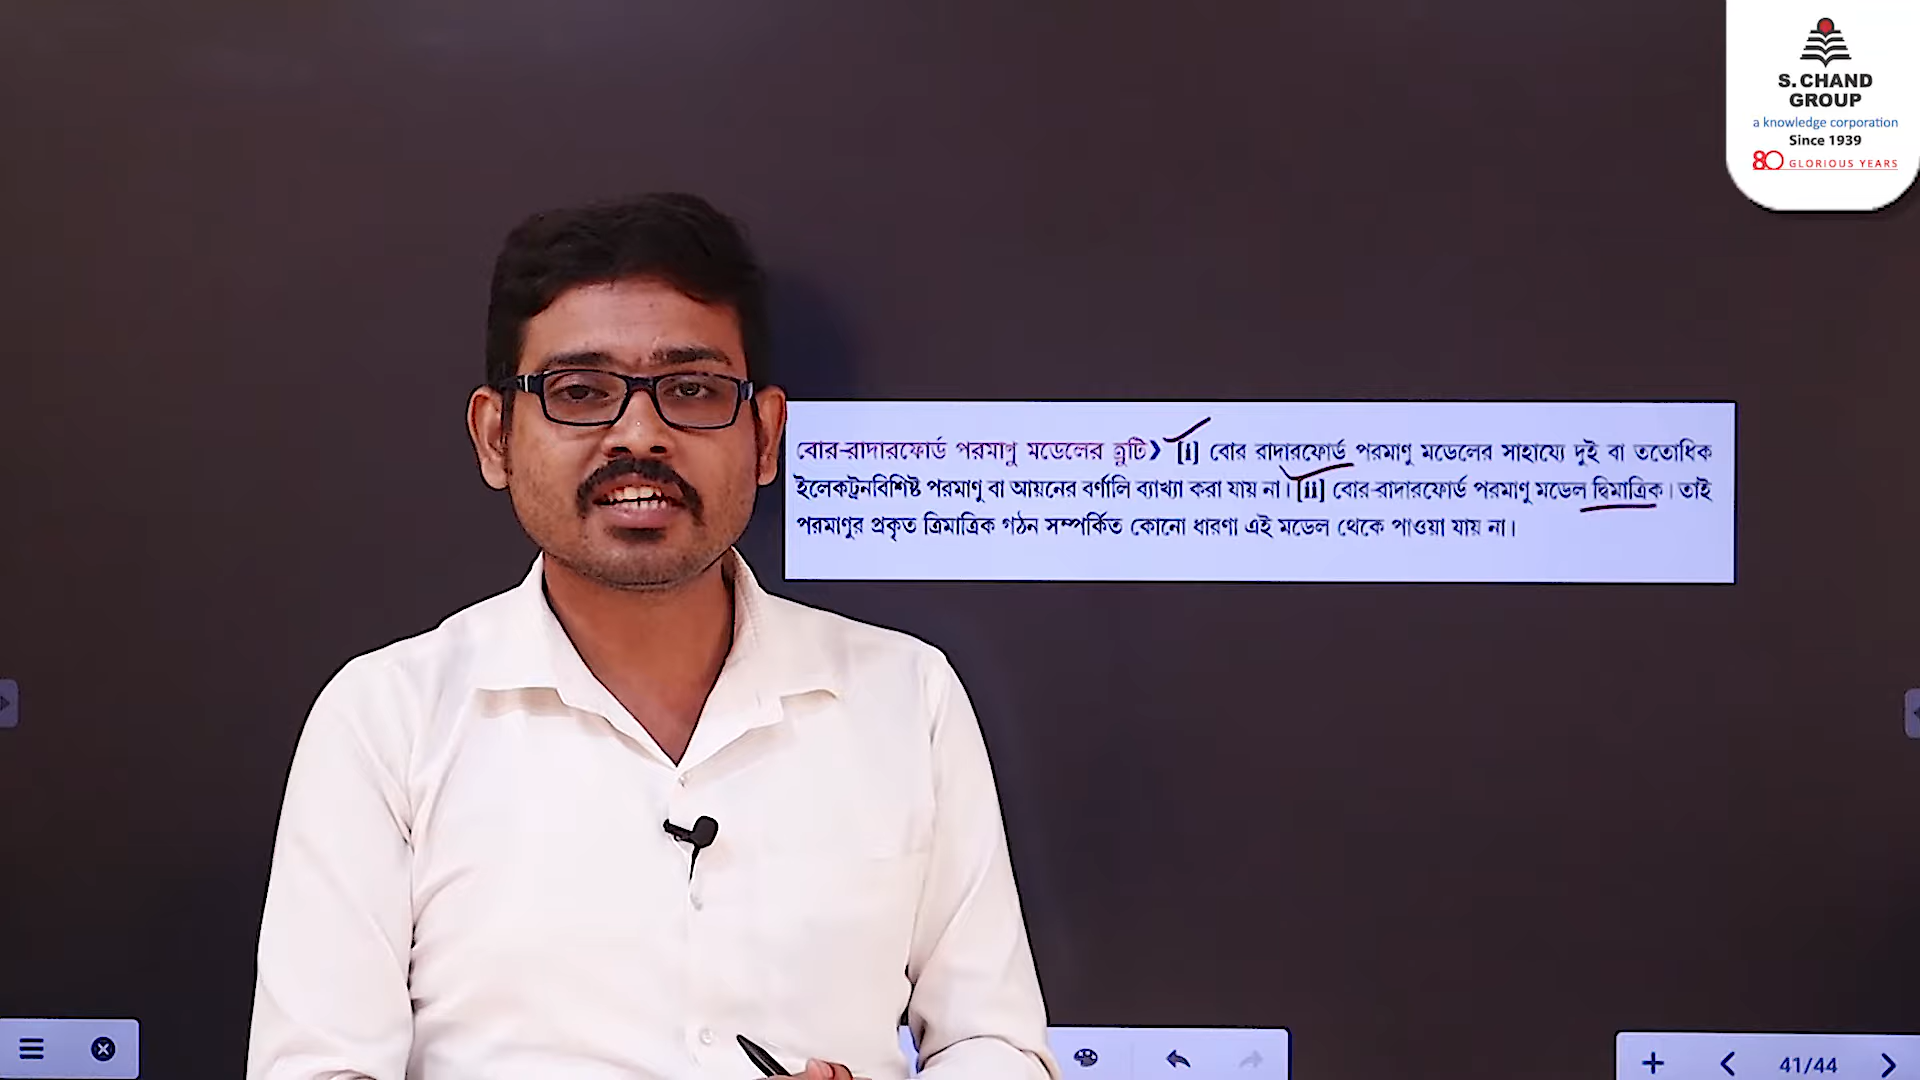 S. CHAND
GROUP
a knowledge corporation
Since 1939
80 GLORIOUS YEARS
বোর-রাদারফোর্ড পরমাণু মডেলের ত্রুটি❯ [i] বোর রাদারফোর্ড পরমাণু মডেলের সাহায্যে দুই বা ততোধিক
ইলেকট্রনবিশিষ্ট পরমাণু বা আয়নের বর্ণালি ব্যাখ্যা করা যায় না। [ii] বোর-রাদারফোর্ড পরমাণু মডেল দ্বিমাত্রিক। তাই
পরমাণুর প্রকৃত ত্রিমাত্রিক গঠন সম্পর্কিত কোনো ধারণা এই মডেল থেকে পাওয়া যায় না।
41/44